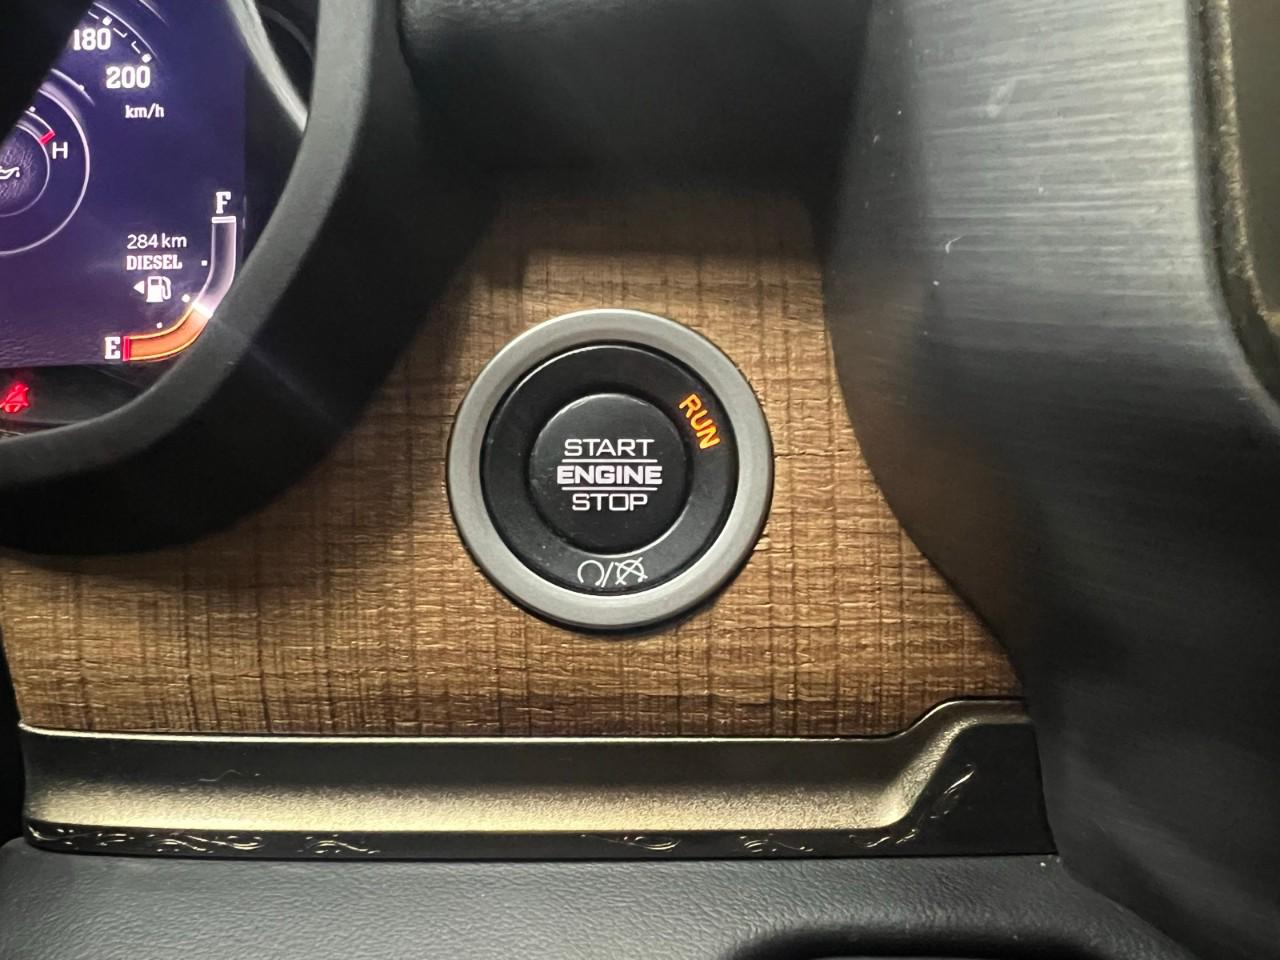 180
200
km/h
H
F
284 km
DIESEL
E
RUN
START
ENGINE
STOP